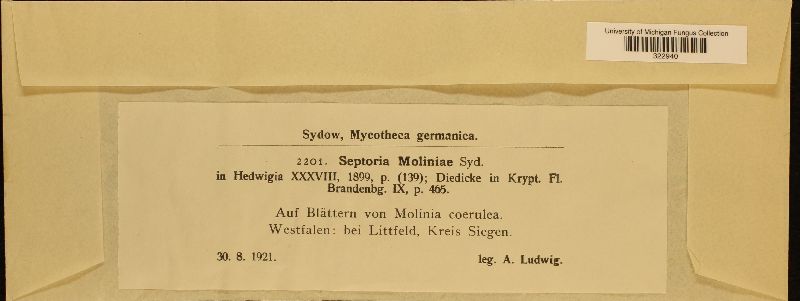 University of Michigan Fungus Collection
322940
Sydow, Mycotheca germanica.
2201. Septoria Moliniae Syd.
in Hedwigia XXXVIII, 1899, p. (139); Diedicke in Krypt. Fl.
Brandenbg. IX, p. 465.
Auf Blättern von Molinia coerulea.
Westfalen: bei Littfeld, Kreis Siegen.
30. 8. 1921. leg. A. Ludwig.